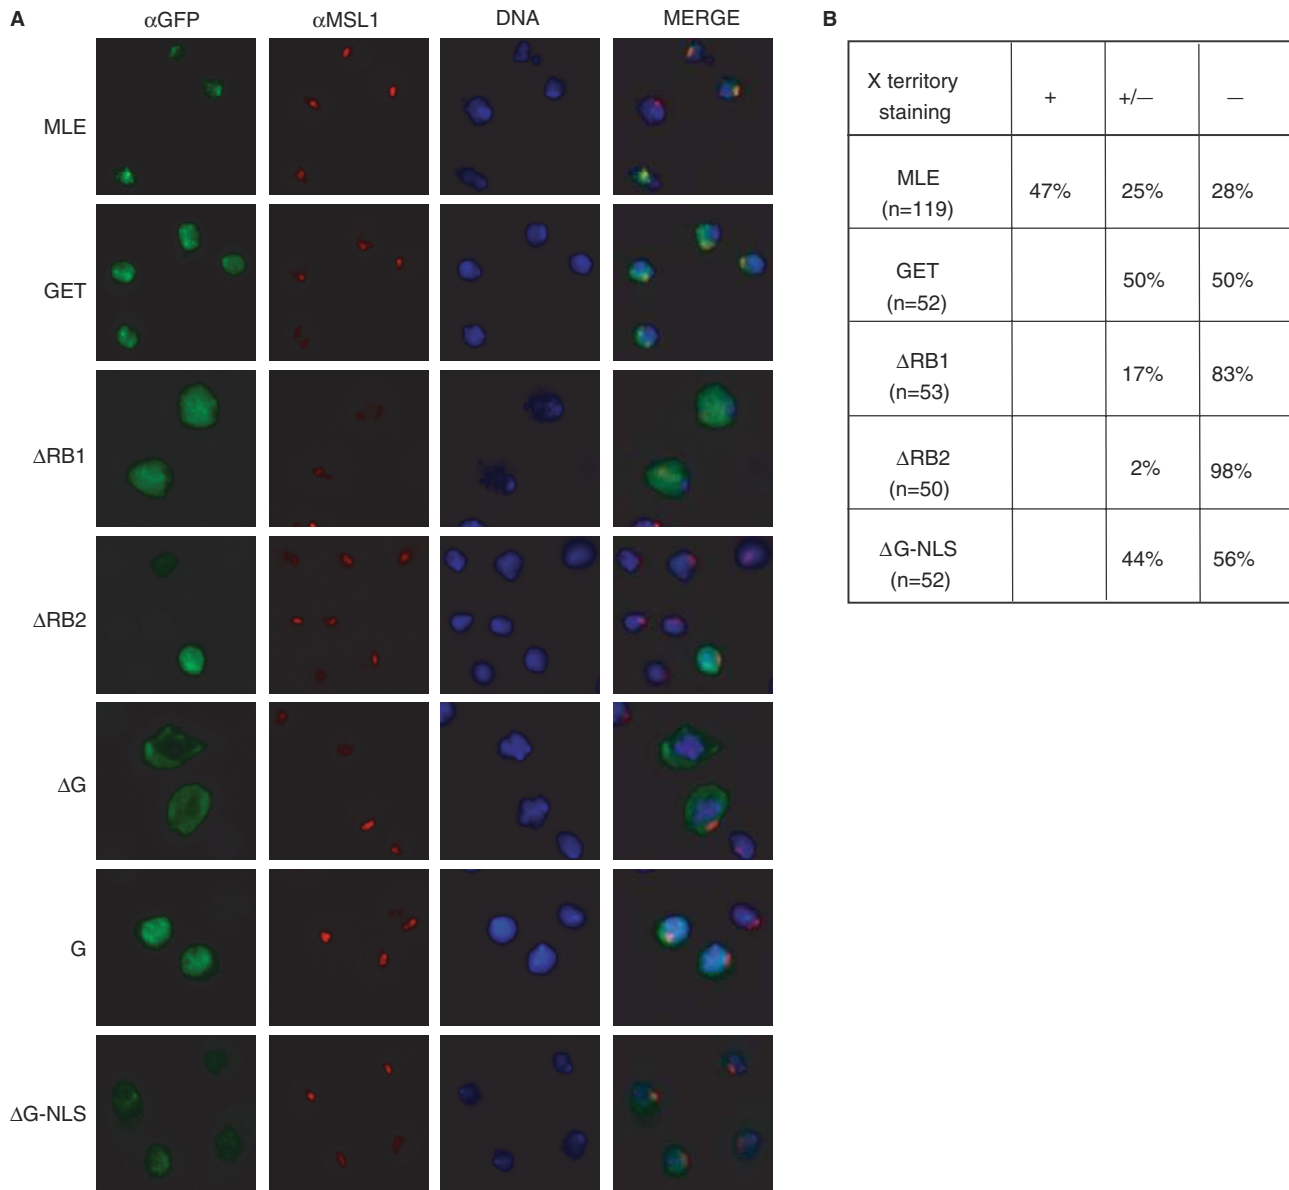 A
αGFP αMSL1 DNA MERGE
MLE
GET
ΔRB1
ΔRB2
ΔG
G
ΔG-NLS
B
X territory staining + +/— —
MLE (n=119) 47% 25% 28%
GET (n=52) 50% 50%
ΔRB1 (n=53) 17% 83%
ΔRB2 (n=50) 2% 98%
ΔG-NLS (n=52) 44% 56%